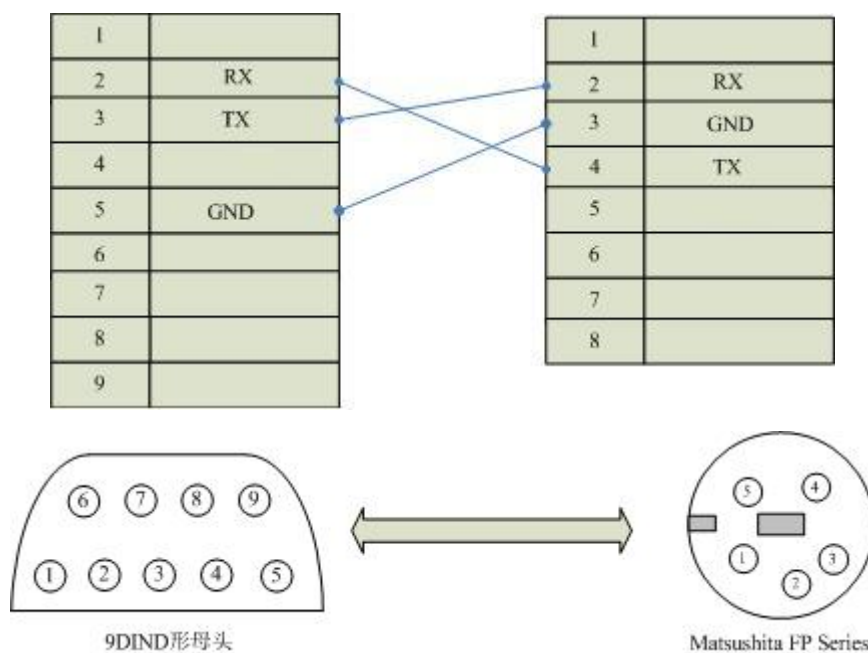 1
2 RX
3 TX
4
5 GND
6
7
8
9
1
2 RX
3 GND
4 TX
5
6
7
8
6 7 8 9
1 2 3 4 5
9DIND形母头
5 4
1 3
2
Matsushita FP Series